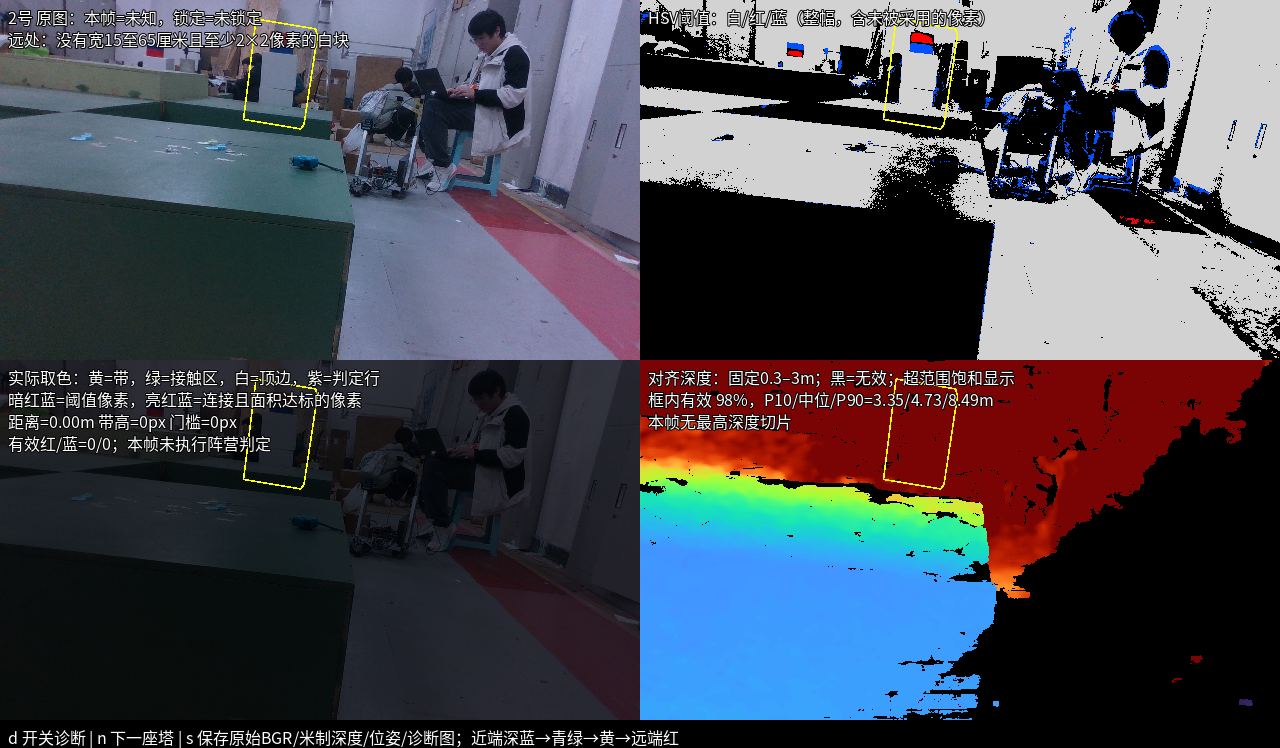 2号 原图：本帧=未知，锁定=未锁定
远处：没有宽15至65厘米且至少2×2像素的白块
HSV阈值：白/红/蓝（整幅，含未被采用的像素）
实际取色：黄=带，绿=接触区，白=顶边，紫=判定行
暗红蓝=阈值像素，亮红蓝=连接且面积达标的像素
距离=0.00m 带高=0px 门槛=0px
有效红/蓝=0/0；本帧未执行阵营判定
对齐深度：固定0.3–3m；黑=无效；超范围饱和显示
框内有效 98%，P10/中位/P90=3.35/4.73/8.49m
本帧无最高深度切片
d 开关诊断 | n 下一座塔 | s 保存原始BGR/米制深度/位姿/诊断图；近端深蓝→青绿→黄→远端红